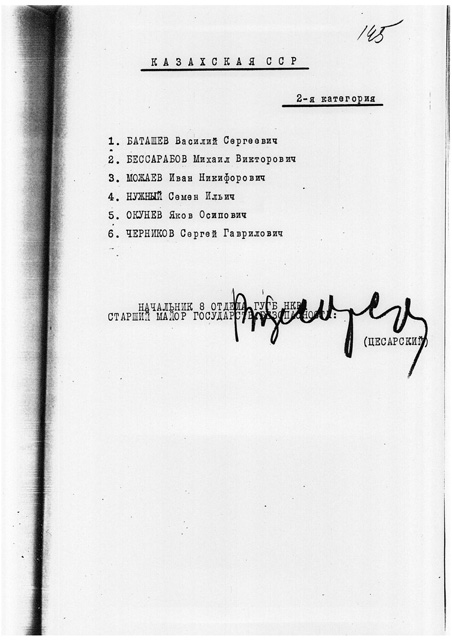 145
КАЗАХСКАЯ ССР
2-я категория
1. БАТАШЕВ Василий Сергеевич
2. БЕССАРАБОВ Михаил Викторович
3. МОЖАЕВ Иван Никифорович
4. НУЖНЫЙ Семен Ильич
5. ОКУНЕВ Яков Осипович
6. ЧЕРНИКОВ Сергей Гаврилович
НАЧАЛЬНИК 8 ОТДЕЛА ГУГБ НКВД
СТАРШИЙ МАЙОР ГОСУДАРСТВ.БЕЗОПАСНОСТИ:
(ЦЕСАРСКИЙ)